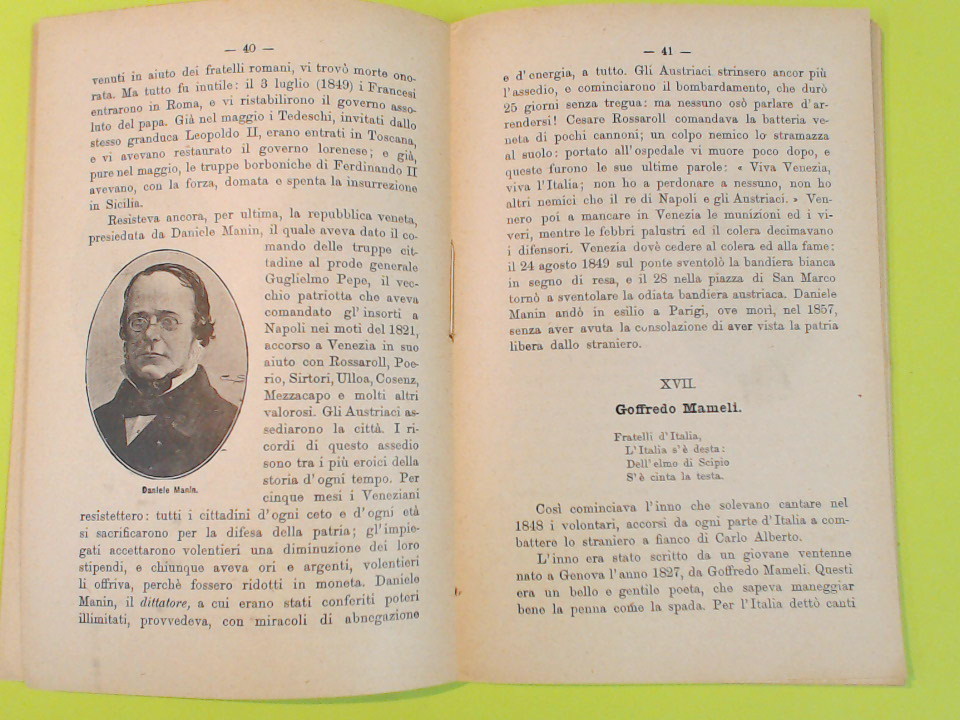 — 40 —
venuti in aiuto dei fratelli romani, vi trovò morte ono-
rata. Ma tutto fu inutile: il 3 luglio (1849) i Francesi
entrarono in Roma, e vi ristabilirono il governo asso-
luto del papa. Già nel maggio i Tedeschi, invitati dallo
stesso granduca Leopoldo II, erano entrati in Toscana,
e vi avevano restaurato il governo lorenese; e già,
pure nel maggio, le truppe borboniche di Ferdinando II
avevano, con la forza, domata e spenta la insurrezione
in Sicilia.
Resisteva ancora, per ultima, la repubblica veneta,
presieduta da Daniele Manin, il quale aveva dato il co-
mando delle truppe cit-
tadine al prode generale
Guglielmo Pepe, il vec-
chio patriotta che aveva
comandato gl'insorti a
Napoli nei moti del 1821,
accorso a Venezia in suo
aiuto con Rossaroll, Poe-
rio, Sirtori, Ulloa, Cosenz,
Mezzacapo e molti altri
valorosi. Gli Austriaci as-
sediarono la città. I ri-
cordi di questo assedio
sono tra i più eroici della
storia d'ogni tempo. Per
cinque mesi i Veneziani
Daniele Manin.
resistettero: tutti i cittadini d'ogni ceto e d'ogni età
si sacrificarono per la difesa della patria; gl'impie-
gati accettarono volentieri una diminuzione dei loro
stipendi, e chiunque aveva ori e argenti, volentieri
li offriva, perchè fossero ridotti in moneta. Daniele
Manin, il dittatore, a cui erano stati conferiti poteri
illimitati, provvedeva, con miracoli di abnegazione
— 41 —
e d'energia, a tutto. Gli Austriaci strinsero ancor più
l'assedio, e cominciarono il bombardamento, che durò
25 giorni senza tregua: ma nessuno osò parlare d'ar-
rendersi! Cesare Rossaroll comandava la batteria ve-
neta di pochi cannoni; un colpo nemico lo stramazza
al suolo: portato all'ospedale vi muore poco dopo, e
queste furono le sue ultime parole: « Viva Venezia,
viva l'Italia; non ho a perdonare a nessuno, non ho
altri nemici che il re di Napoli e gli Austriaci. » Ven-
nero poi a mancare in Venezia le munizioni ed i vi-
veri, mentre le febbri palustri ed il colera decimavano
i difensori. Venezia dovè cedere al colera ed alla fame:
il 24 agosto 1849 sul ponte sventolò la bandiera bianca
in segno di resa, e il 28 nella piazza di San Marco
tornò a sventolare la odiata bandiera austriaca. Daniele
Manin andò in esilio a Parigi, ove morì, nel 1857,
senza aver avuta la consolazione di aver vista la patria
libera dallo straniero.
XVII.
Goffredo Mameli.
Fratelli d'Italia,
L'Italia s'è desta:
Dell'elmo di Scipio
S'è cinta la testa.
Così cominciava l'inno che solevano cantare nel
1848 i volontari, accorsi da ogni parte d'Italia a com-
battere lo straniero a fianco di Carlo Alberto.
L'inno era stato scritto da un giovane ventenne
nato a Genova l'anno 1827, da Goffredo Mameli. Questi
era un bello e gentile poeta, che sapeva maneggiar
bene la penna come la spada. Per l'Italia dettò canti